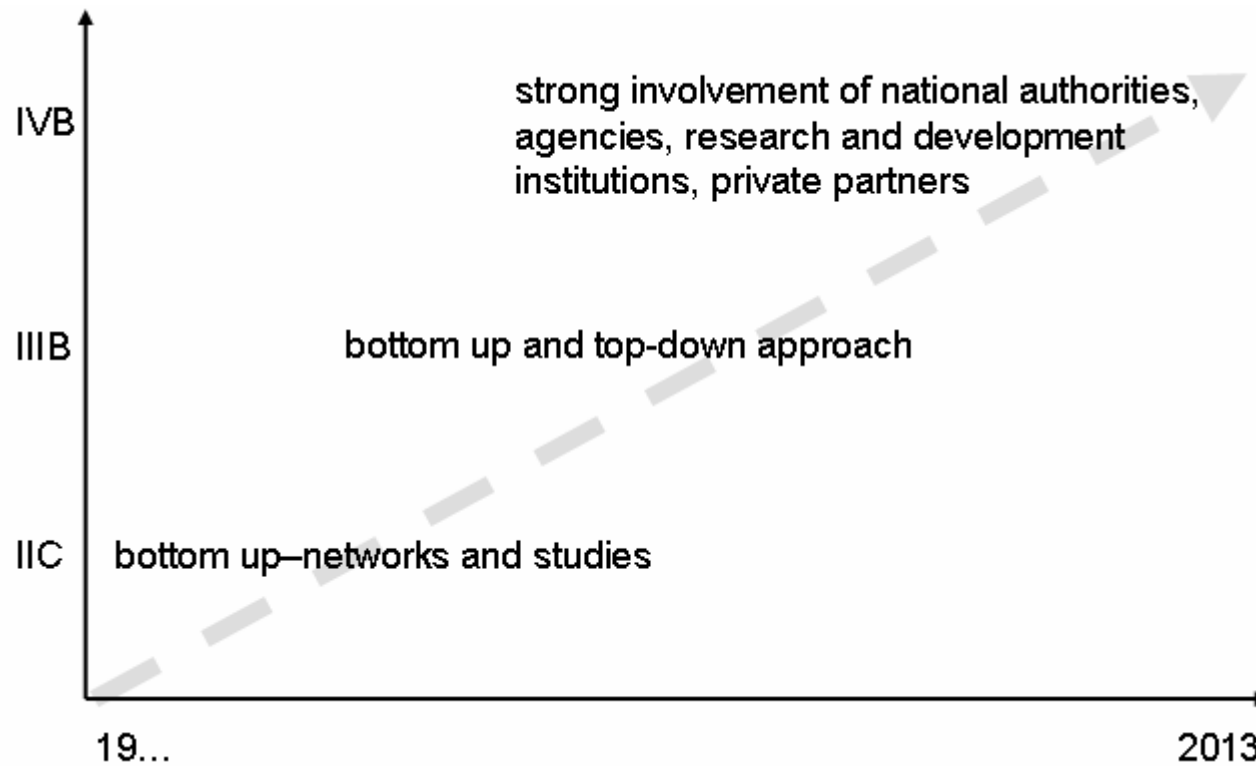 IVB
strong involvement of national authorities,
agencies, research and development
institutions, private partners
IIIB
bottom up and top-down approach
IIC
bottom up–networks and studies
19...
2013